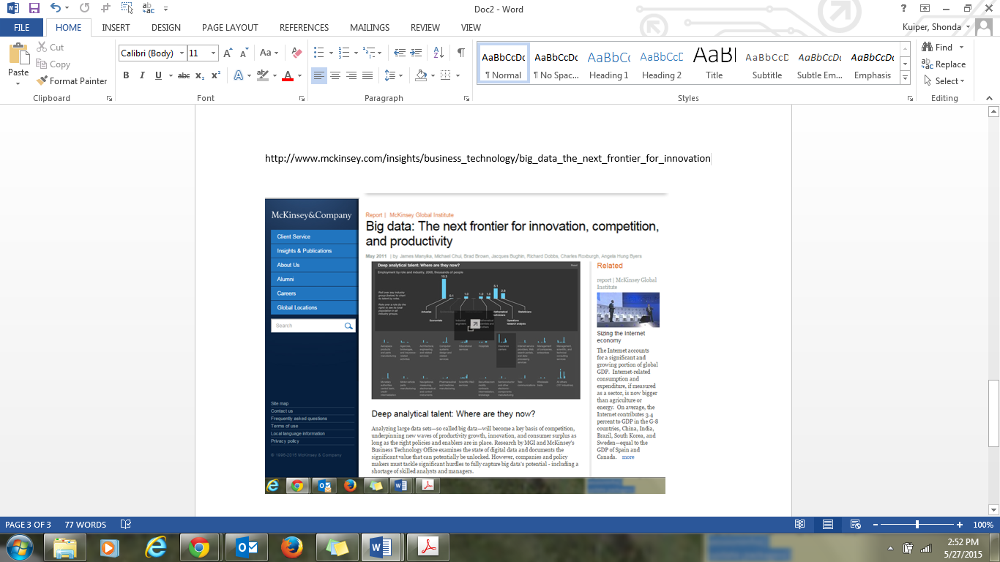 Doc2 - Word
Kuiper, Shonda
FILE HOME INSERT DESIGN PAGE LAYOUT REFERENCES MAILINGS REVIEW VIEW
Paste
Cut
Copy
Format Painter
Clipboard
Calibri (Body) 11
Font
Paragraph
AaBbCcDc AaBbCcDc AaBbCc AaBbCcD AaBl AaBbCcD AaBbCcDc AaBbCcDc
¶ Normal ¶ No Spac... Heading 1 Heading 2 Title Subtitle Subtle Em... Emphasis
Styles
Find
Replace
Select
Editing
http://www.mckinsey.com/insights/business_technology/big_data_the_next_frontier_for_innovation
McKinsey&Company
Client Service
Insights & Publications
About Us
Alumni
Careers
Global Locations
Search
Site map
Contact us
Frequently asked questions
Terms of use
Local language information
Privacy policy
© 1996-2015 McKinsey & Company
Report | McKinsey Global Institute
Big data: The next frontier for innovation, competition,
and productivity
May 2011 | by James Manyika, Michael Chui, Brad Brown, Jacques Bughin, Richard Dobbs, Charles Roxburgh, Angela Hung Byers
Deep analytical talent: Where are they now?
Employment by role and industry, 2009, thousands of people
Actuaries
Economists
Mathematical
technicians
Operations
research analysts
Statisticians
Deep analytical talent: Where are they now?
Analyzing large data sets—so called big data—will become a key basis of competition,
underpinning new waves of productivity growth, innovation, and consumer surplus as
long as the right policies and enablers are in place. Research by MGI and McKinsey's
Business Technology Office examines the state of digital data and documents the
significant value that can potentially be unlocked. However, companies and policy
makers must tackle significant hurdles to fully capture big data's potential - including a
shortage of skilled analysts and managers.
Related
report | McKinsey Global
Institute
Sizing the Internet
economy
The Internet accounts
for a significant and
growing portion of global
GDP. Internet-related
consumption and
expenditure, if measured
as a sector, is now bigger
than agriculture or
energy. On average, the
Internet contributes 3.4
percent to GDP in the G-8
countries, China, India,
Brazil, South Korea, and
Sweden—equal to the
GDP of Spain and
Canada. more
PAGE 3 OF 3 77 WORDS
100%
2:52 PM
5/27/2015